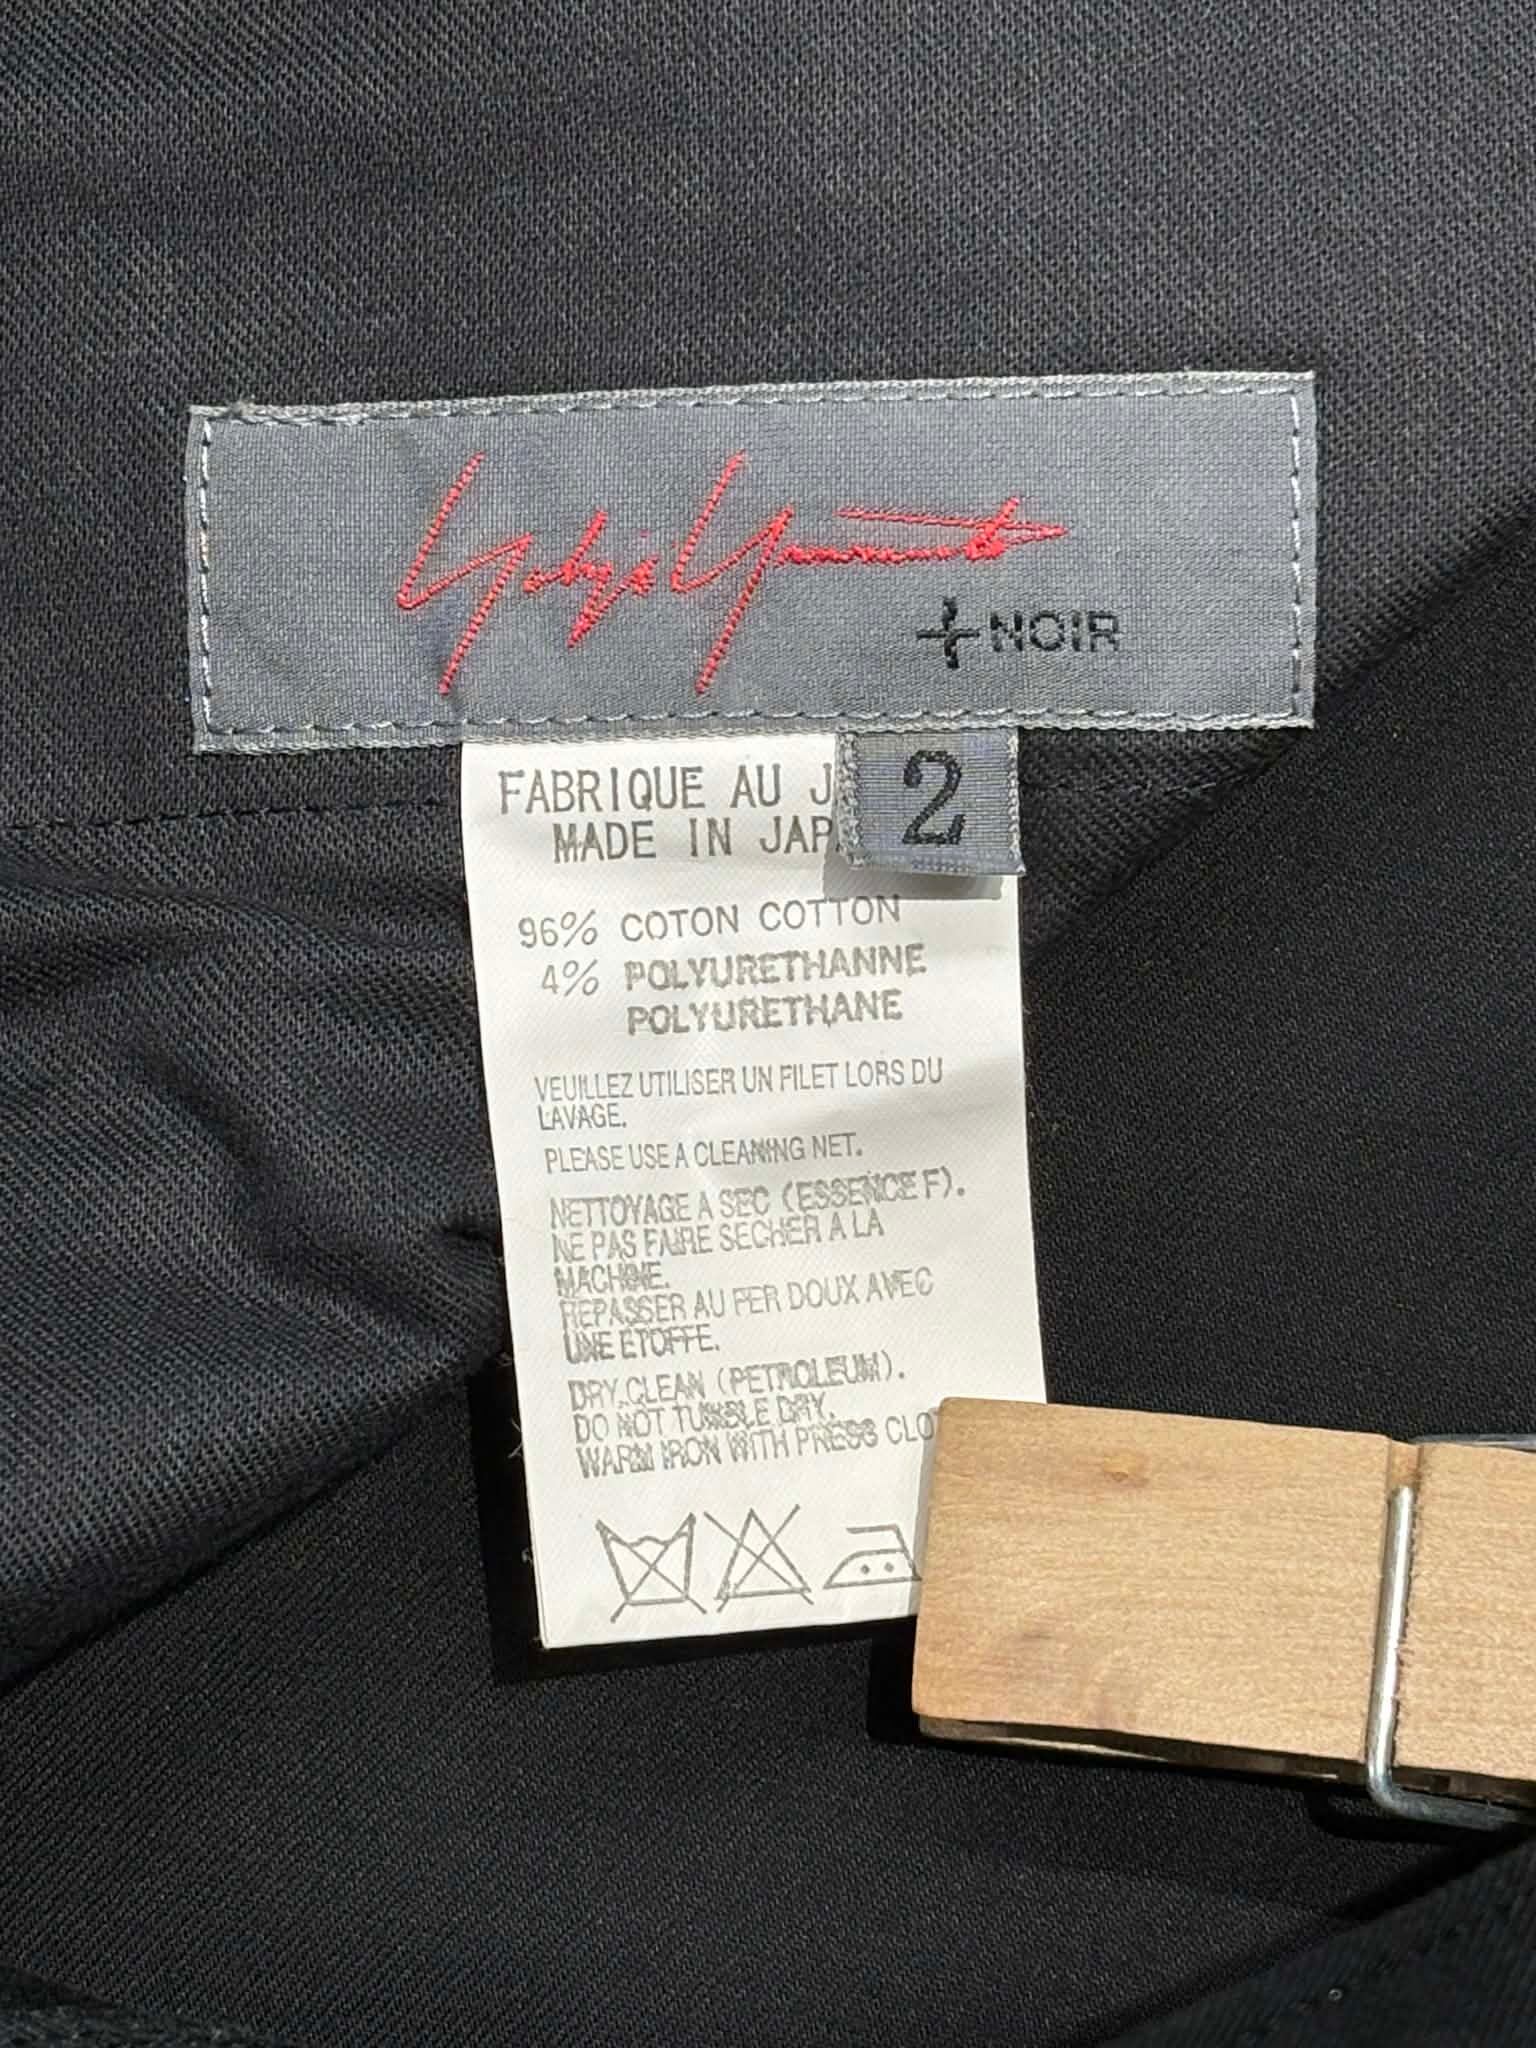 Yohji Yamamoto
+NOIR
2
FABRIQUE AU J
MADE IN JAP
96% COTON COTTON
4% POLYURETHANNE
POLYURETHANE
VEUILLEZ UTILISER UN FILET LORS DU
LAVAGE.
PLEASE USE A CLEANING NET.
NETTOYAGE A SEC (ESSENCE F).
NE PAS FAIRE SECHER A LA
MACHINE.
REPASSER AU FER DOUX AVEC
UNE ETOFFE.
DRY CLEAN (PETROLEUM).
DO NOT TUMBLE DRY.
WARM IRON WITH PRESS CLO